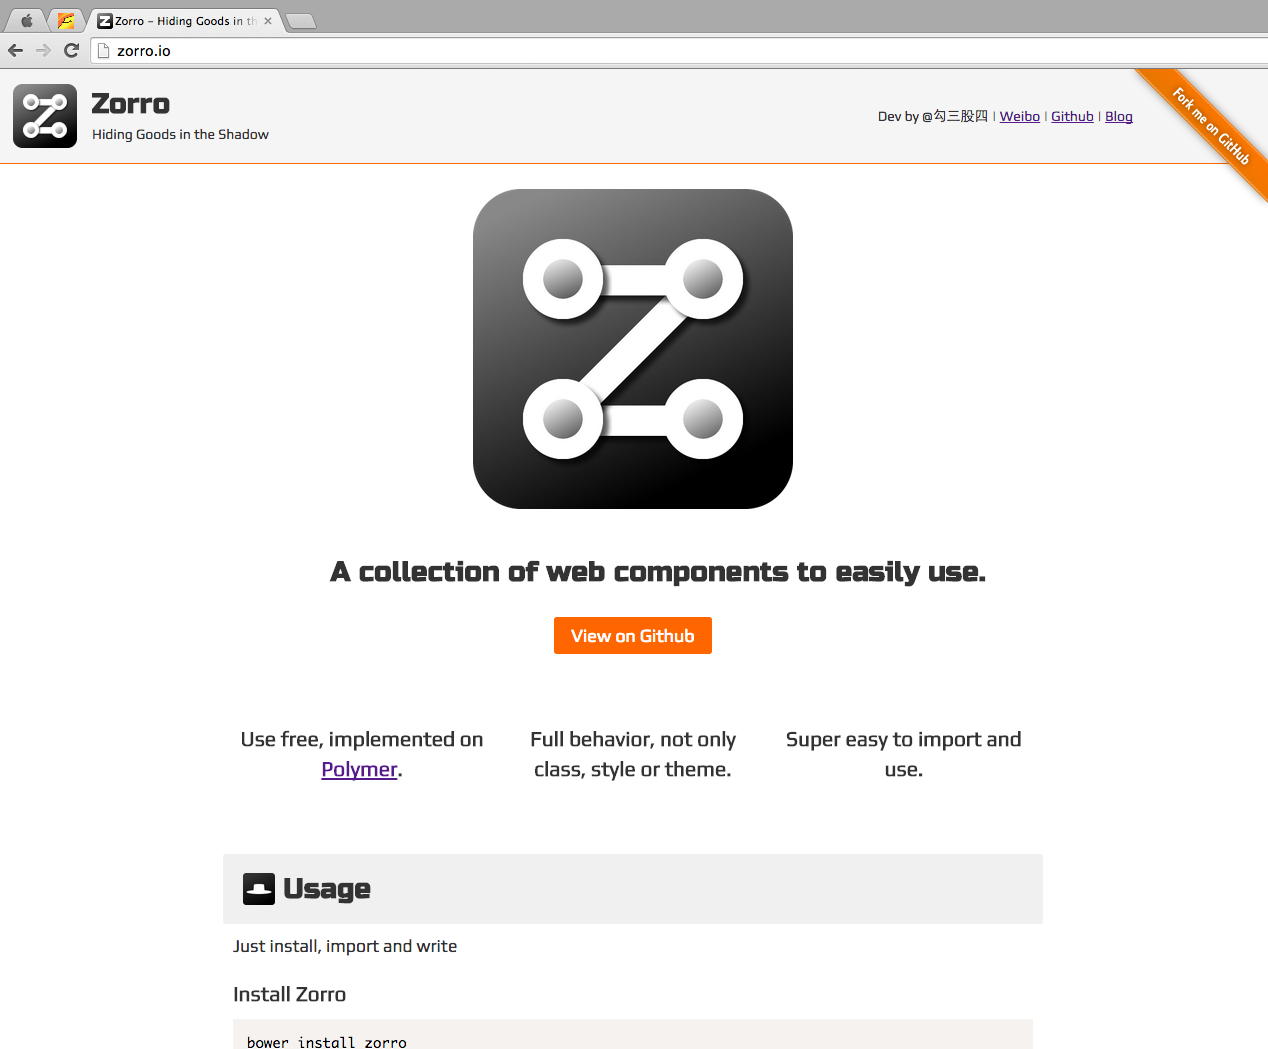 Zorro – Hiding Goods in th
zorro.io
Zorro
Hiding Goods in the Shadow
Dev by @勾三股四 | Weibo | Github | Blog
Fork me on GitHub
A collection of web components to easily use.
View on Github
Use free, implemented on
Polymer.
Full behavior, not only
class, style or theme.
Super easy to import and
use.
Usage
Just install, import and write
Install Zorro
bower install zorro